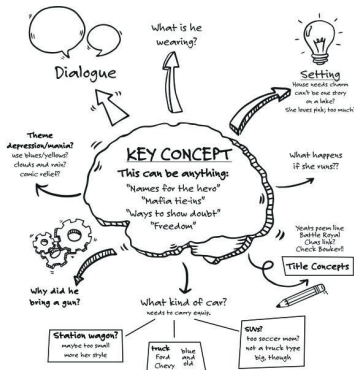 What is he
wearing?
Dialogue
Setting
House needs charm
can't be one story
on a lake?
She loves pink; too much?
Theme
depression/mania?
use blues/yellows?
clouds and rain?
comic relief?
KEY CONCEPT
This can be anything:
"Names for the hero"
"Mafia tie-ins"
"Ways to show doubt"
"Freedom"
What happens
if she runs??
Yeats poem line
Battle Royal
Chas link?
Check Bowker!!
Title Concepts
Why did he
bring a gun?
What kind of car?
needs to carry equip.
Station wagon?
maybe too small
more her style
truck
Ford
Chevy
blue
and
old
SUVs?
too soccer mom?
not a truck type
big, though